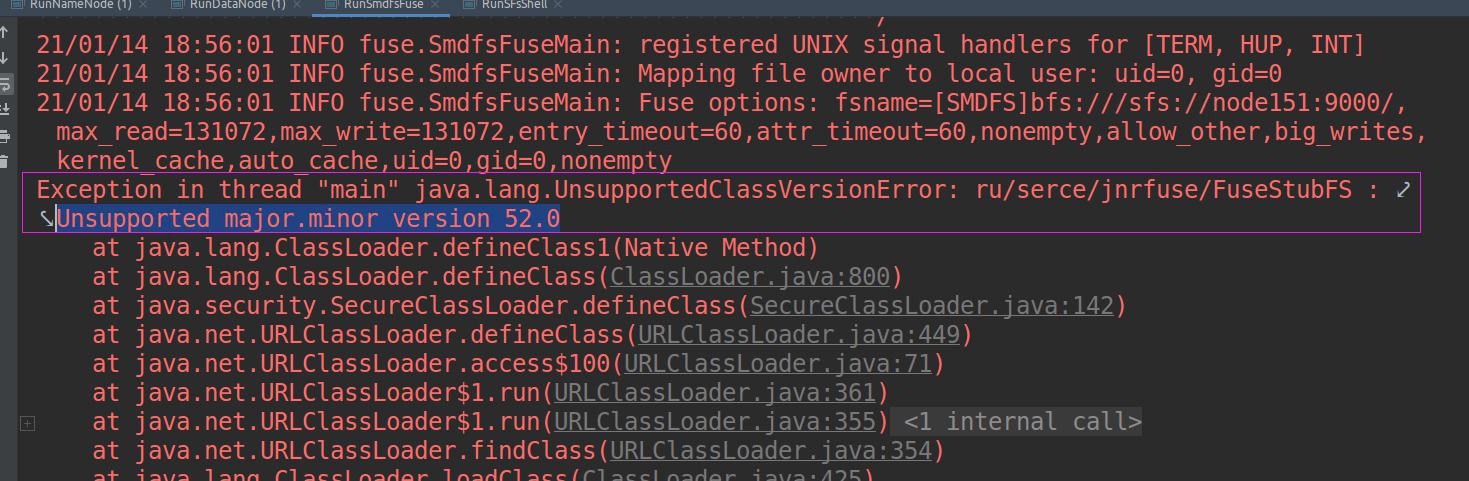 RunNameNode (1)
RunDataNode (1)
RunSmdfsFuse
RunSFsShell
21/01/14 18:56:01 INFO fuse.SmdfsFuseMain: registered UNIX signal handlers for [TERM, HUP, INT]
21/01/14 18:56:01 INFO fuse.SmdfsFuseMain: Mapping file owner to local user: uid=0, gid=0
21/01/14 18:56:01 INFO fuse.SmdfsFuseMain: Fuse options: fsname=[SMDFS]bfs:///sfs://node151:9000/,
max_read=131072,max_write=131072,entry_timeout=60,attr_timeout=60,nonempty,allow_other,big_writes,
kernel_cache,auto_cache,uid=0,gid=0,nonempty
Exception in thread "main" java.lang.UnsupportedClassVersionError: ru/serce/jnrfuse/FuseStubFS :
Unsupported major.minor version 52.0
at java.lang.ClassLoader.defineClass1(Native Method)
at java.lang.ClassLoader.defineClass(ClassLoader.java:800)
at java.security.SecureClassLoader.defineClass(SecureClassLoader.java:142)
at java.net.URLClassLoader.defineClass(URLClassLoader.java:449)
at java.net.URLClassLoader.access$100(URLClassLoader.java:71)
at java.net.URLClassLoader$1.run(URLClassLoader.java:361)
at java.net.URLClassLoader$1.run(URLClassLoader.java:355) <1 internal call>
at java.net.URLClassLoader.findClass(URLClassLoader.java:354)
at java.lang.ClassLoader.loadClass(ClassLoader.java:425)